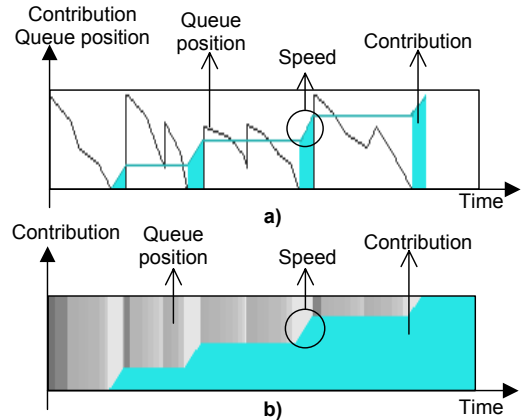 Contribution
Queue position
Queue
position
Speed
Contribution
Time
a)
Contribution
Queue
position
Speed
Contribution
Time
b)